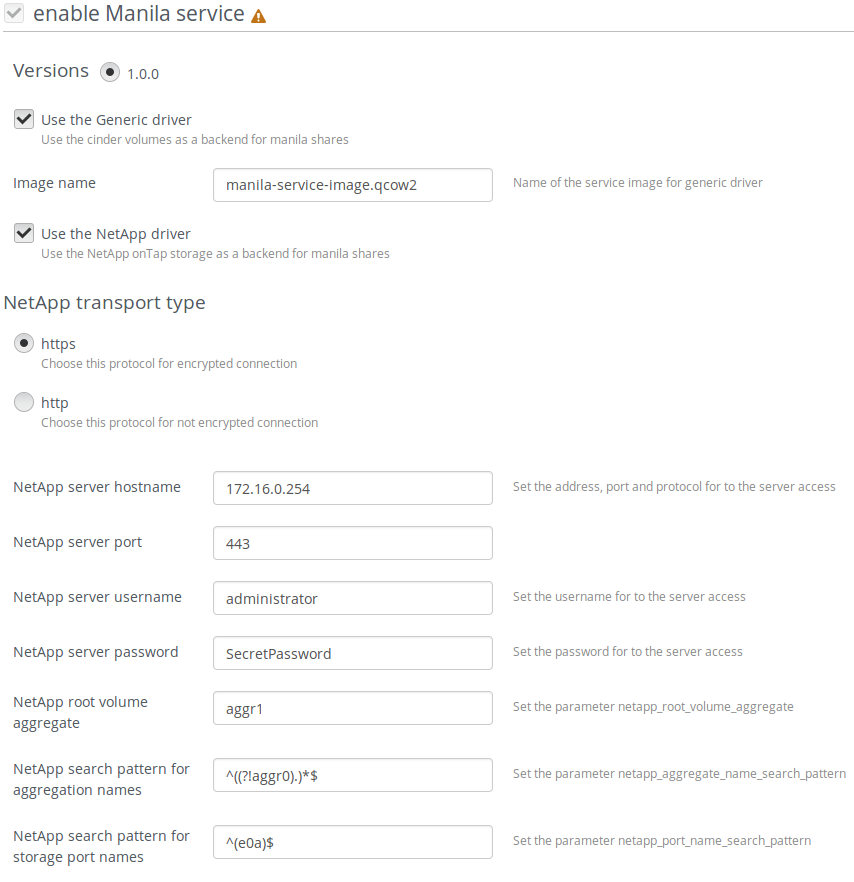 enable Manila service
Versions 1.0.0
Use the Generic driver
Use the cinder volumes as a backend for manila shares
Image name manila-service-image.qcow2 Name of the service image for generic driver
Use the NetApp driver
Use the NetApp onTap storage as a backend for manila shares
NetApp transport type
https
Choose this protocol for encrypted connection
http
Choose this protocol for not encrypted connection
NetApp server hostname 172.16.0.254 Set the address, port and protocol for to the server access
NetApp server port 443
NetApp server username administrator Set the username for to the server access
NetApp server password SecretPassword Set the password for to the server access
NetApp root volume
aggregate aggr1 Set the parameter netapp_root_volume_aggregate
NetApp search pattern for
aggregation names ^((?!aggr0).)*$ Set the parameter netapp_aggregate_name_search_pattern
NetApp search pattern for
storage port names ^(e0a)$ Set the parameter netapp_port_name_search_pattern